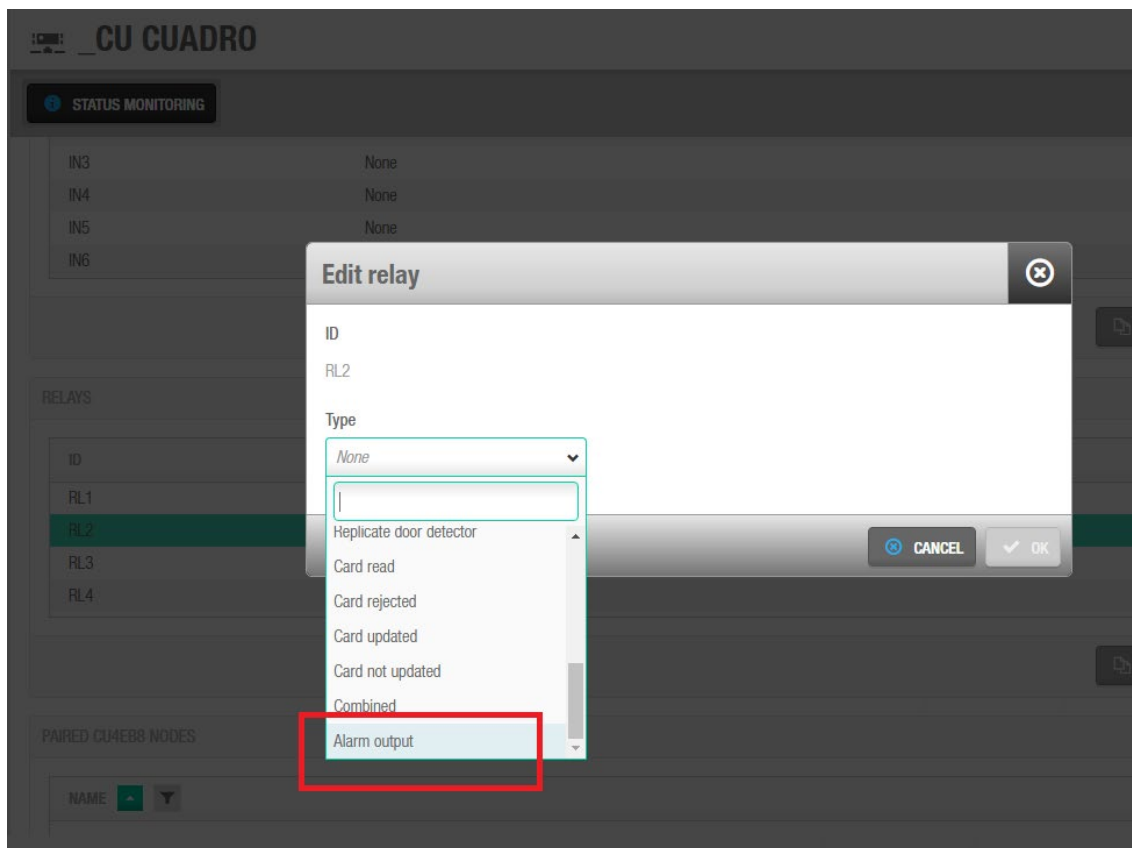 _CU CUADRO
STATUS MONITORING
IN3 None
IN4 None
IN5 None
IN6
Edit relay
ID
RL2
Type
None
Replicate door detector
Card read
Card rejected
Card updated
Card not updated
Combined
Alarm output
CANCEL
OK
RELAYS
ID
RL1
RL2
RL3
RL4
PAIRED CU4EB8 NODES
NAME